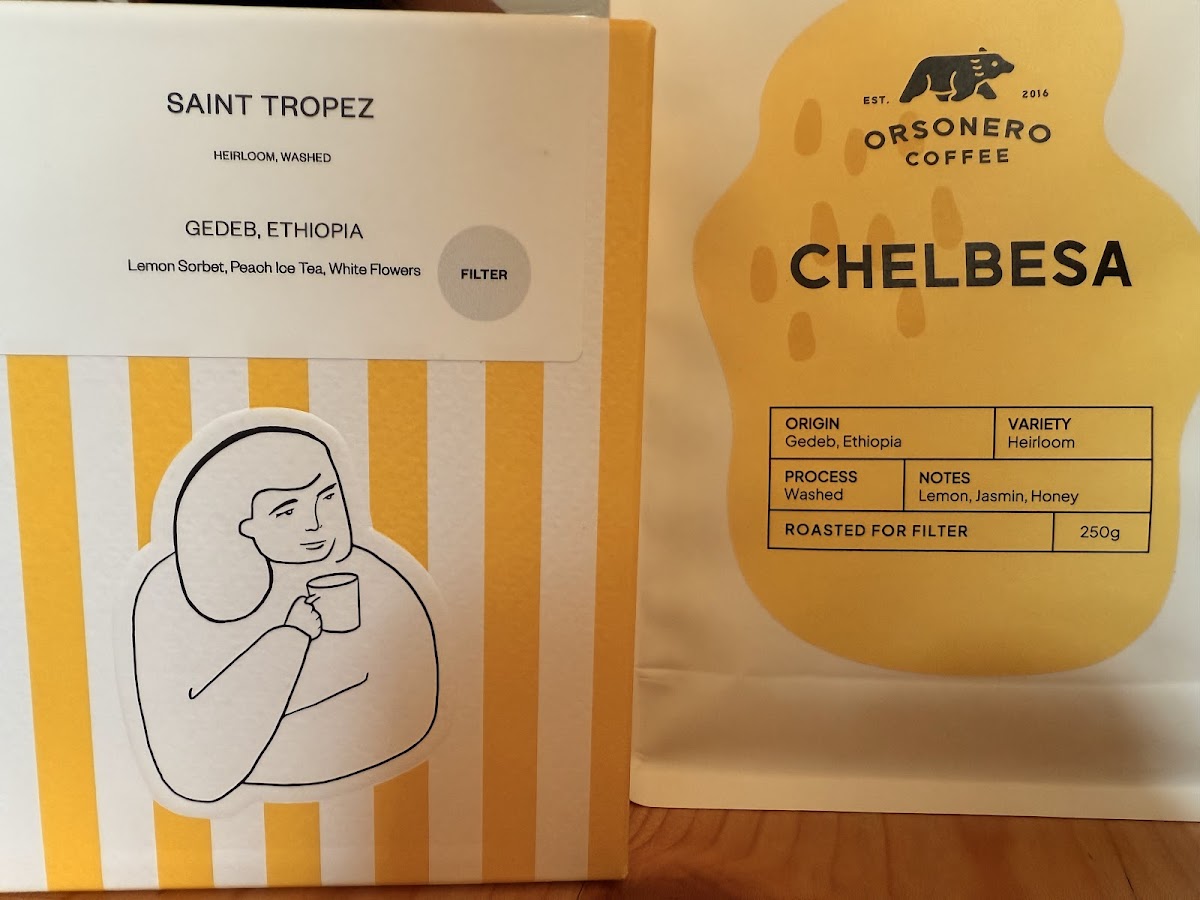 SAINT TROPEZ
HEIRLOOM, WASHED
GEDEB, ETHIOPIA
Lemon Sorbet, Peach Ice Tea, White Flowers
FILTER
EST. 2016
ORSONERO
COFFEE
CHELBESA
ORIGIN
Gedeb, Ethiopia
VARIETY
Heirloom
PROCESS
Washed
NOTES
Lemon, Jasmin, Honey
ROASTED FOR FILTER
250g